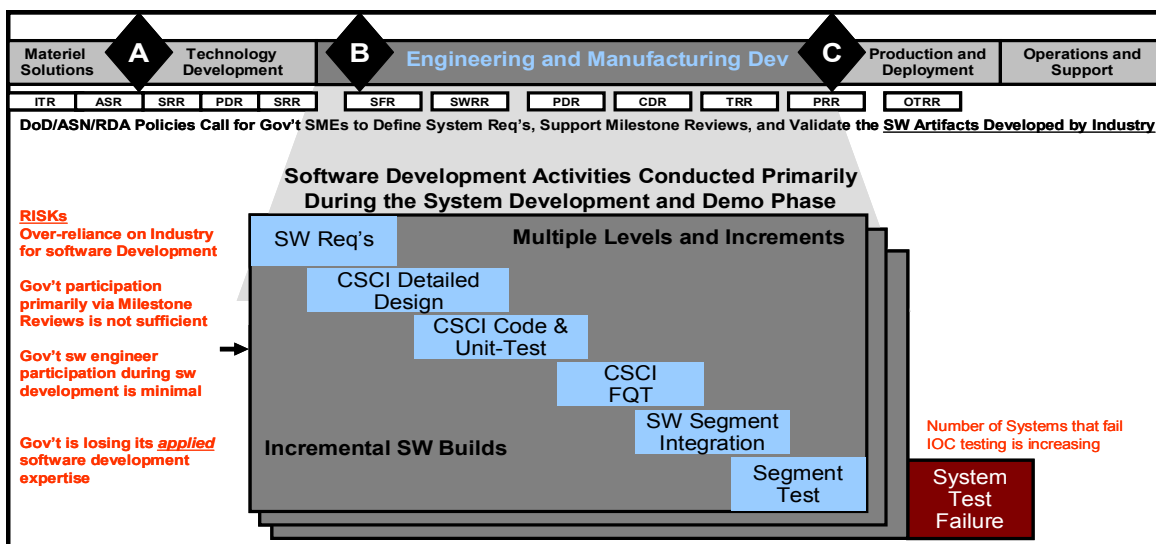 A
B
C
Materiel
Solutions
Technology
Development
Engineering and Manufacturing Dev
Production and
Deployment
Operations and
Support
ITR
ASR
SRR
PDR
SRR
SFR
SWRR
PDR
CDR
TRR
PRR
OTRR
DoD/ASN/RDA Policies Call for Gov't SMEs to Define System Req's, Support Milestone Reviews, and Validate the SW Artifacts Developed by Industry
Software Development Activities Conducted Primarily
During the System Development and Demo Phase
RISKs
Over-reliance on Industry
for software Development
Gov't participation
primarily via Milestone
Reviews is not sufficient
Gov't sw engineer
participation during sw
development is minimal
Gov't is losing its applied
software development
expertise
SW Req's
Multiple Levels and Increments
CSCI Detailed
Design
CSCI Code &
Unit-Test
CSCI
FQT
SW Segment
Integration
Incremental SW Builds
Segment
Test
Number of Systems that fail
IOC testing is increasing
System
Test
Failure